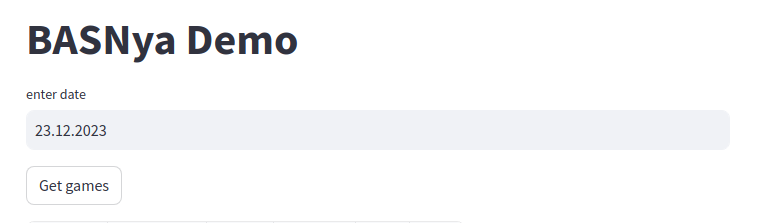 BASNya Demo
enter date
23.12.2023
Get games